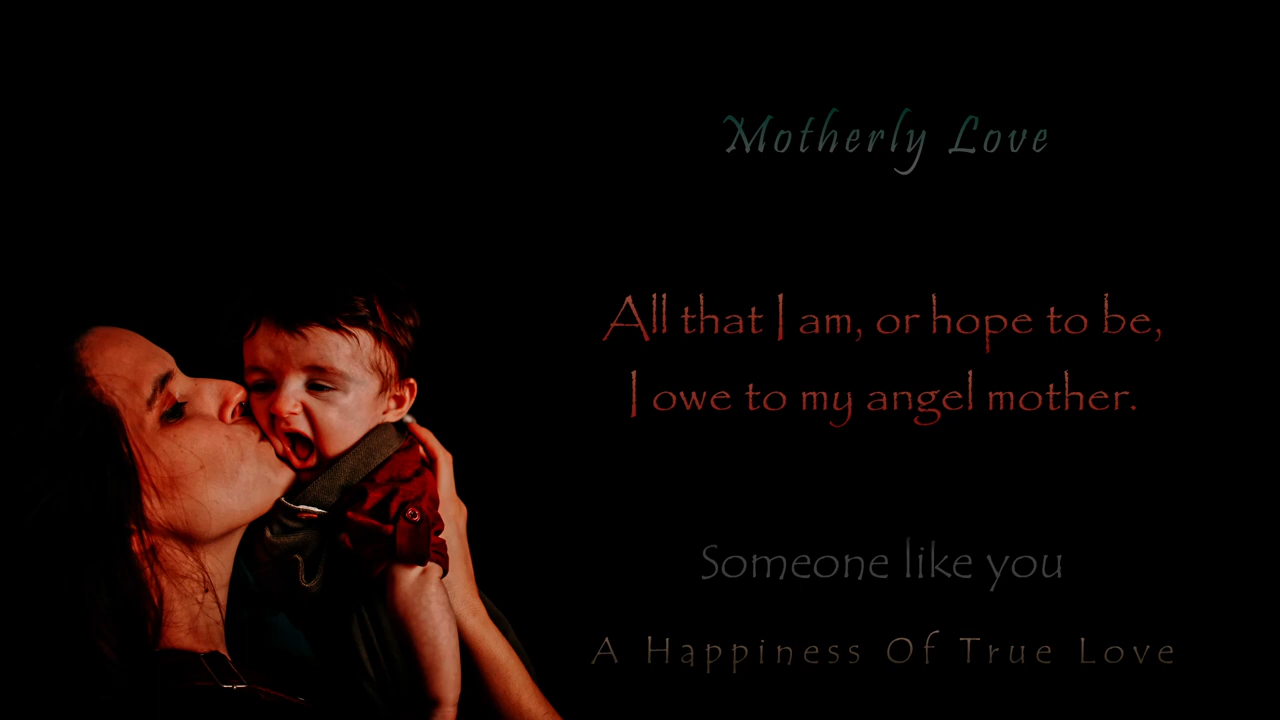 Motherly Love
All that I am, or hope to be,
I owe to my angel mother.
Someone like you
A Happiness Of True Love